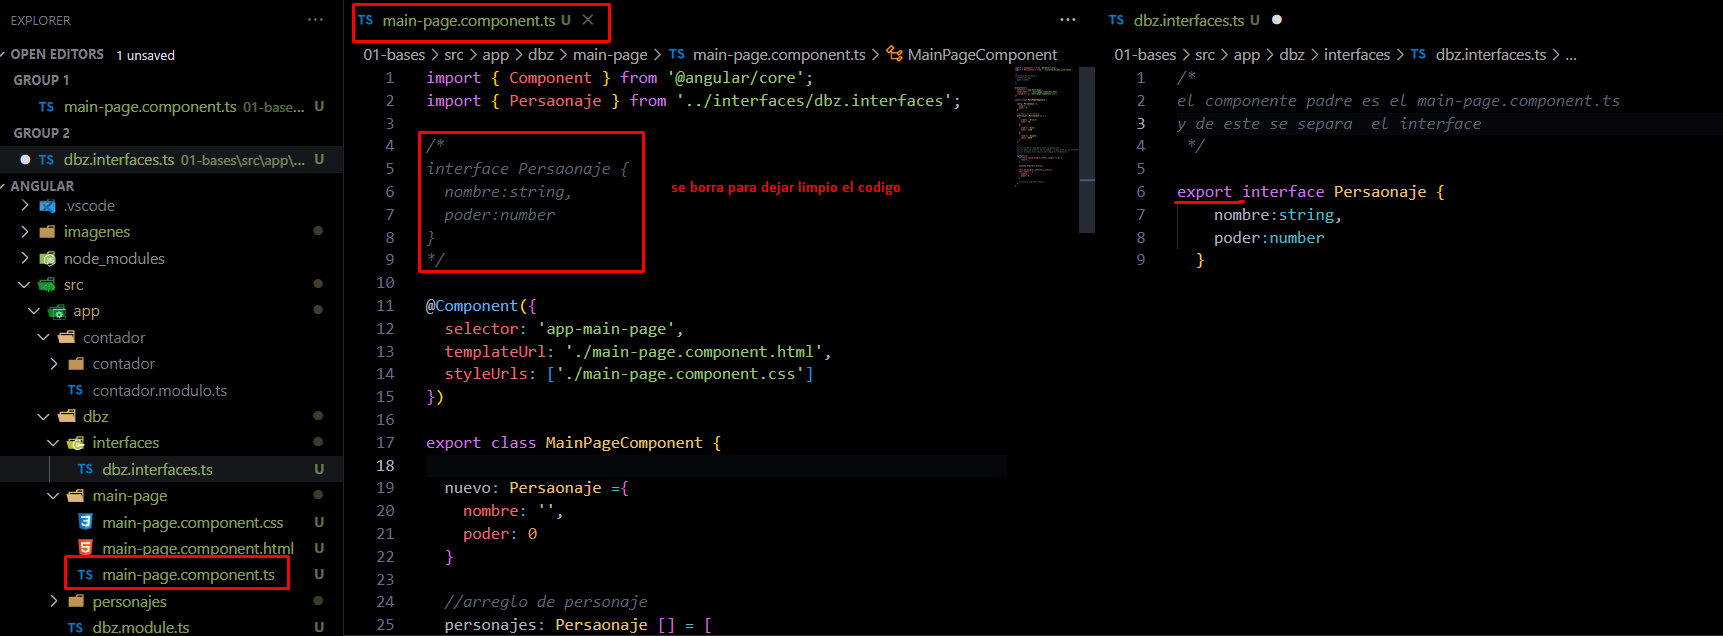 EXPLORER
OPEN EDITORS 1 unsaved
GROUP 1
TS main-page.component.ts 01-base... U
GROUP 2
TS dbz.interfaces.ts 01-bases\src\app\... U
ANGULAR
.vscode
imagenes
node_modules
src
app
contador
contador
TS contador.modulo.ts
dbz
interfaces
TS dbz.interfaces.ts U
main-page
main-page.component.css U
main-page.component.html U
TS main-page.component.ts U
personajes
TS dbz.module.ts U
TS main-page.component.ts U
01-bases > src > app > dbz > main-page > TS main-page.component.ts > MainPageComponent
1 import { Component } from '@angular/core';
2 import { Persaonaje } from '../interfaces/dbz.interfaces';
3
4 /*
5 interface Persaonaje {
6 nombre:string,
7 poder:number
8 }
9 */
se borra para dejar limpio el codigo
10
11 @Component({
12 selector: 'app-main-page',
13 templateUrl: './main-page.component.html',
14 styleUrls: ['./main-page.component.css']
15 })
16
17 export class MainPageComponent {
18
19 nuevo: Persaonaje ={
20 nombre: '',
21 poder: 0
22 }
23
24 //arreglo de personaje
25 personajes: Persaonaje [] = [
TS dbz.interfaces.ts U
01-bases > src > app > dbz > interfaces > TS dbz.interfaces.ts > ...
1 /*
2 el componente padre es el main-page.component.ts
3 y de este se separa  el interface
4 */
5
6 export interface Persaonaje {
7 nombre:string,
8 poder:number
9 }